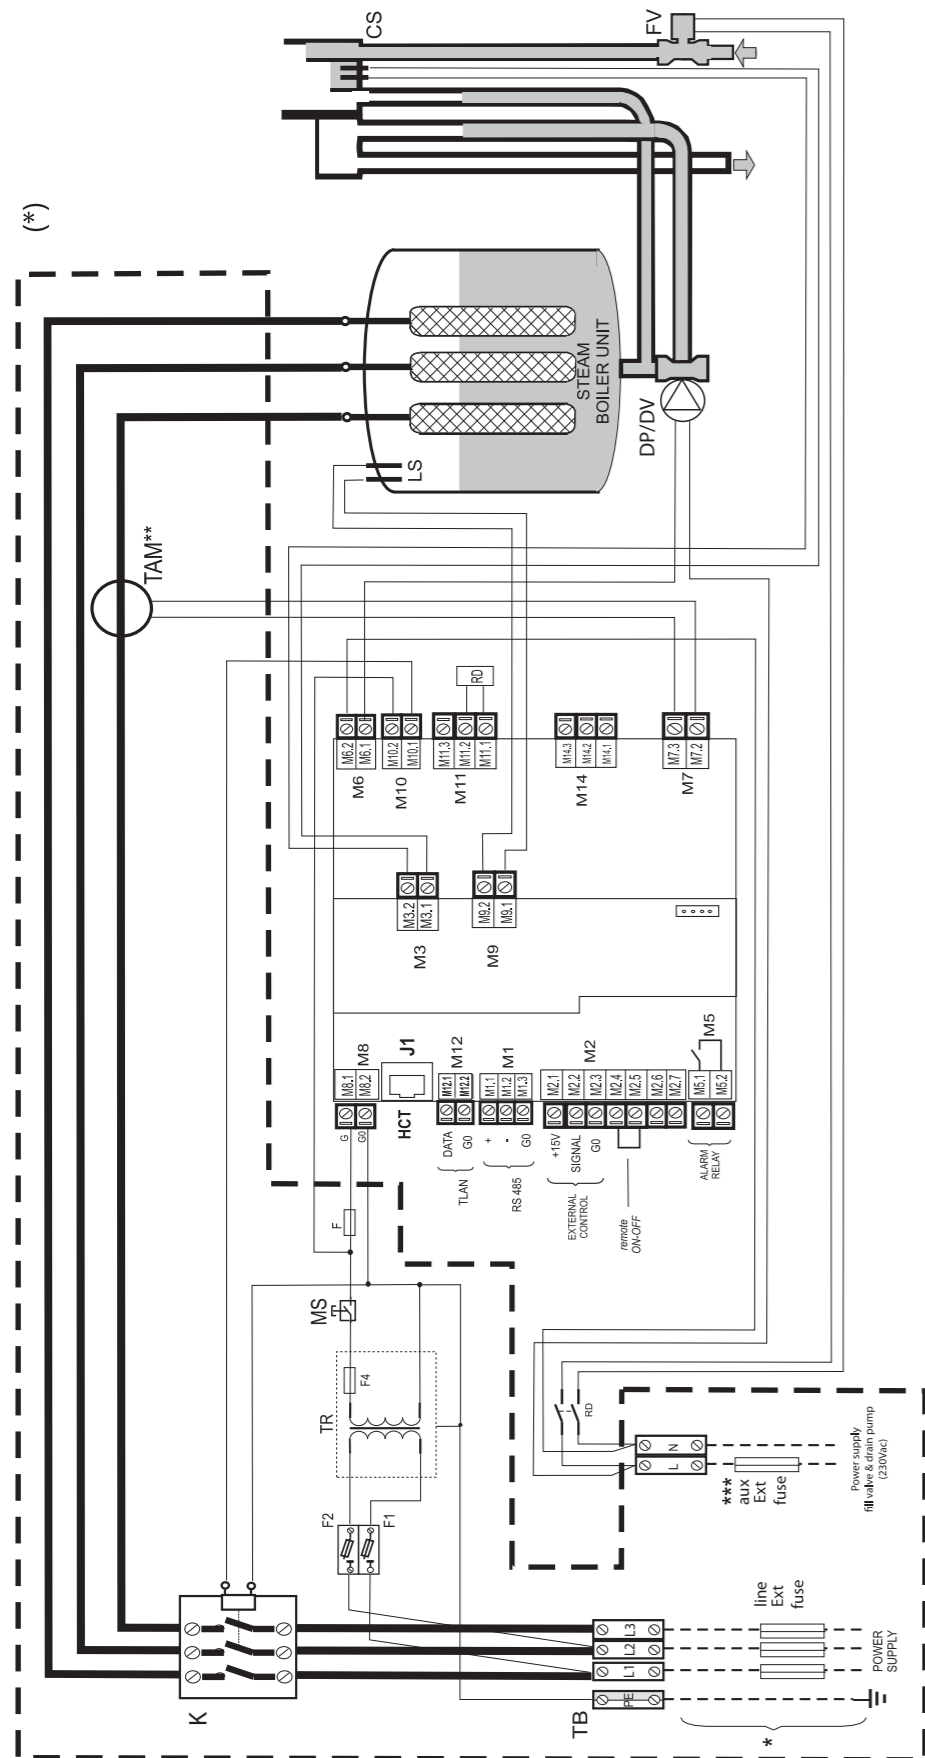 (*)
CS
FV
STEAM
BOILER UNIT
LS
DP/DV
TAM**
RD
M6.2
M6.1
M6
M10.2
M10.1
M10
M11.3
M11.2
M11.1
M11
M14.3
M14.2
M14.1
M14
M7.3
M7.2
M7
M3.2
M3.1
M3
M9.2
M9.1
M9
M8.1
M8.2
M8
J1
HCT
M12.1
M12.2
M12
M1.1
M1.2
M1.3
M1
M2.1
M2.2
M2.3
M2.4
M2.5
M2.6
M2.7
M2
M5.1
M5.2
M5
G
G0
DATA
G0
TLAN
+
-
G0
RS 485
+15V
SIGNAL
G0
EXTERNAL
CONTROL
remote
ON-OFF
ALARM
RELAY
F
MS
F4
TR
F2
F1
RD
N
L
***
aux
Ext
fuse
Power supply
fill valve & drain pump
(230Vac)
K
L3
L2
L1
PE
TB
line
Ext
fuse
POWER
SUPPLY
*